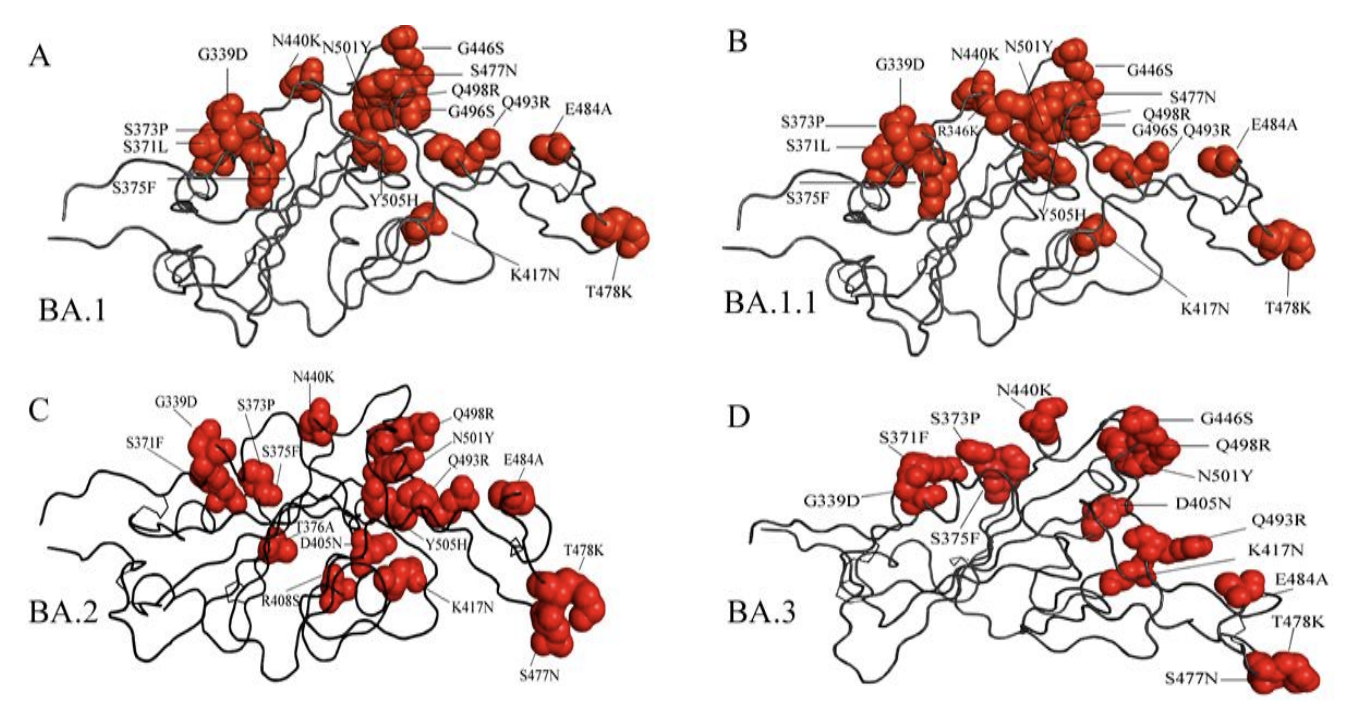 A
G339D
N440K
N501Y
G446S
S477N
Q498R
G496S
Q493R
E484A
S373P
S371L
S375F
Y505H
K417N
T478K
BA.1
B
G339D
N440K
N501Y
G446S
S477N
Q498R
G496S
Q493R
E484A
S373P
R346K
S371L
S375F
Y505H
K417N
T478K
BA.1.1
C
G339D
S373P
N440K
Q498R
S371F
S375F
N501Y
Q493R
E484A
T376A
D405N
Y505H
T478K
R408S
K417N
BA.2
S477N
D
N440K
S373P
G446S
S371F
Q498R
N501Y
G339D
D405N
S375F
Q493R
K417N
E484A
T478K
BA.3
S477N